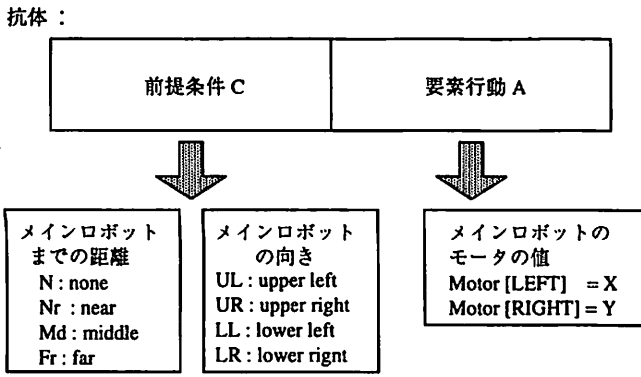 抗体 :
前提条件 C
要素行動 A
メインロボット
までの距離
N : none
Nr : near
Md : middle
Fr : far
メインロボット
の向き
UL : upper left
UR : upper right
LL : lower left
LR : lower rignt
メインロボットの
モータの値
Motor [LEFT] = X
Motor [RIGHT] = Y